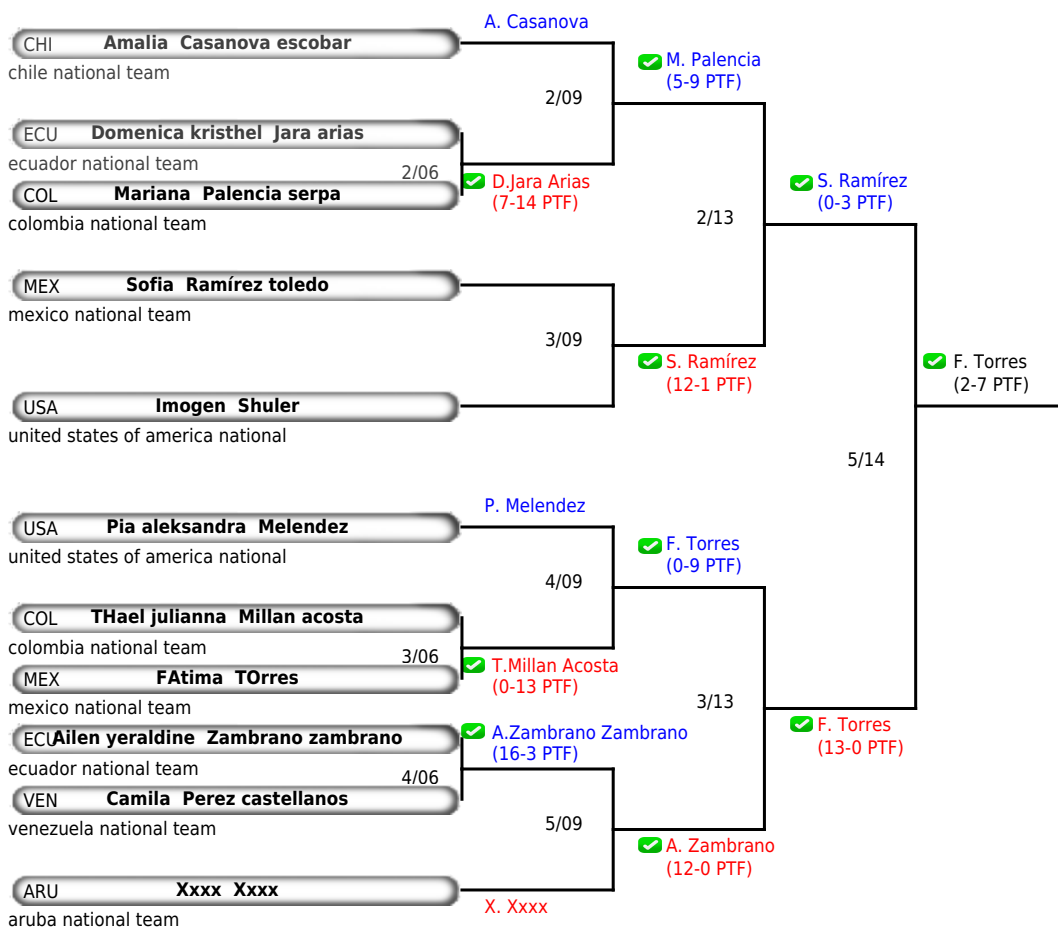 A. Casanova
CHI Amalia Casanova escobar
chile national team
M. Palencia
(5-9 PTF)
2/09
ECU Domenica kristhel Jara arias
ecuador national team
2/06
COL Mariana Palencia serpa
colombia national team
D.Jara Arias
(7-14 PTF)
S. Ramírez
(0-3 PTF)
2/13
MEX Sofia Ramírez toledo
mexico national team
3/09
S. Ramírez
(12-1 PTF)
F. Torres
(2-7 PTF)
USA Imogen Shuler
united states of america national
5/14
P. Melendez
USA Pia aleksandra Melendez
united states of america national
F. Torres
(0-9 PTF)
4/09
COL THael julianna Millan acosta
colombia national team
3/06
MEX FAtima TOrres
mexico national team
T.Millan Acosta
(0-13 PTF)
3/13
F. Torres
(13-0 PTF)
ECU Ailen yeraldine Zambrano zambrano
ecuador national team
A.Zambrano Zambrano
(16-3 PTF)
4/06
VEN Camila Perez castellanos
venezuela national team
5/09
A. Zambrano
(12-0 PTF)
ARU Xxxx Xxxx
aruba national team
X. Xxxx